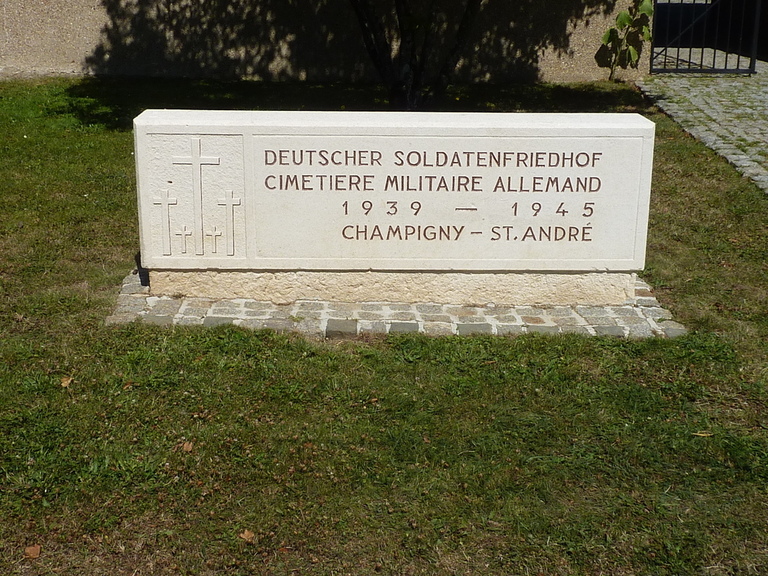 DEUTSCHER SOLDATENFRIEDHOF
CIMETIERE MILITAIRE ALLEMAND
1939 — 1945
CHAMPIGNY – ST. ANDRÉ